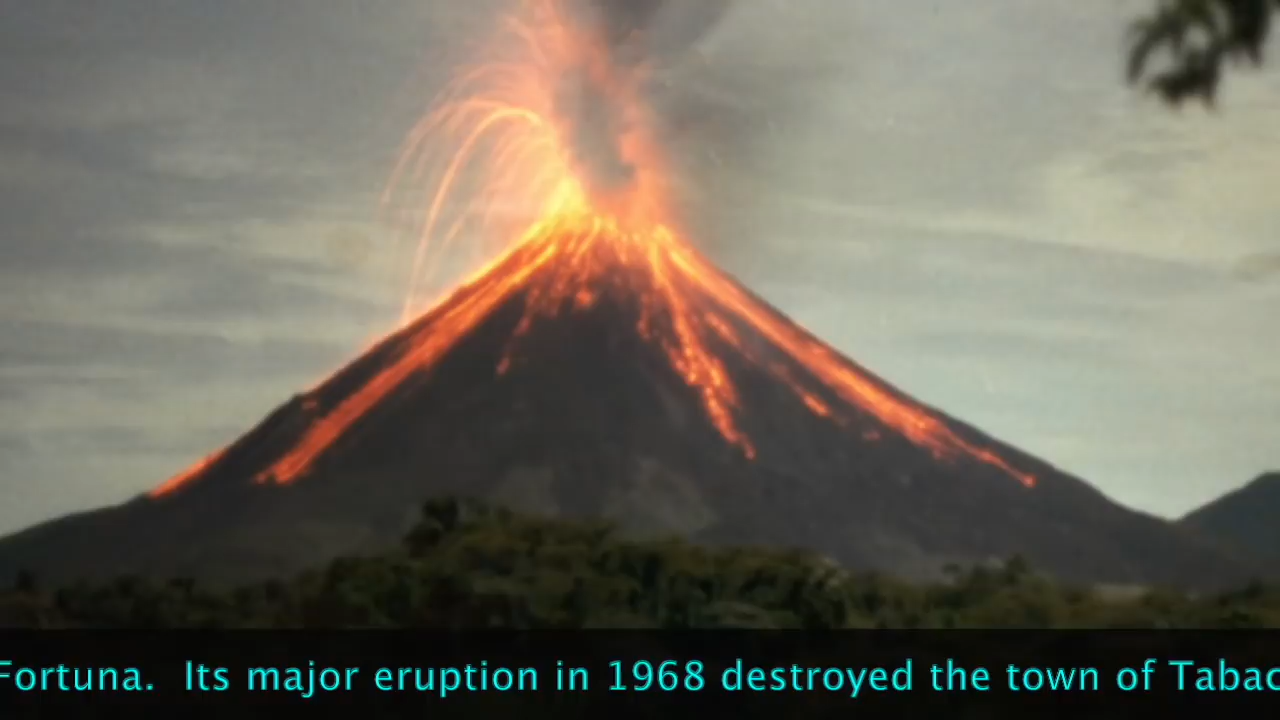 Fortuna.  Its major eruption in 1968 destroyed the town of Tabac